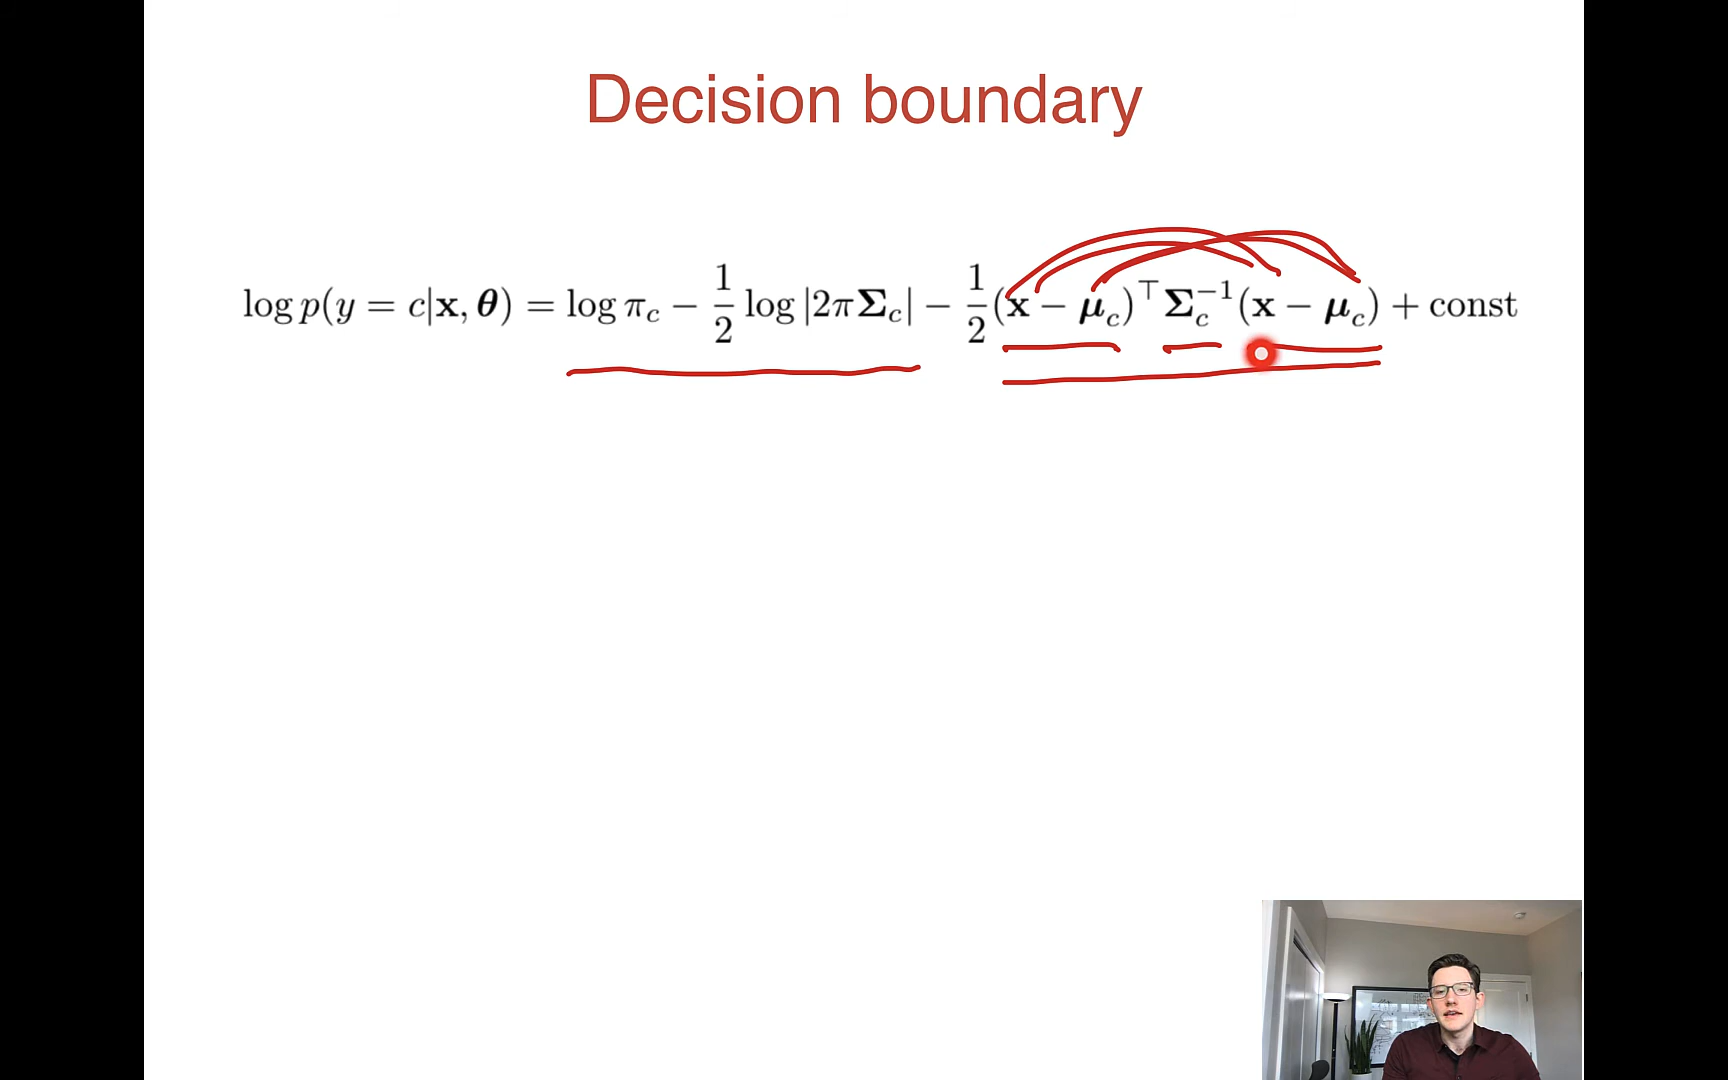 Decision boundary
log p(y = c|x, θ) = log π_c − 1/2 log |2πΣ_c| − 1/2 (x − μ_c)^⊤ Σ_c^{−1} (x − μ_c) + const